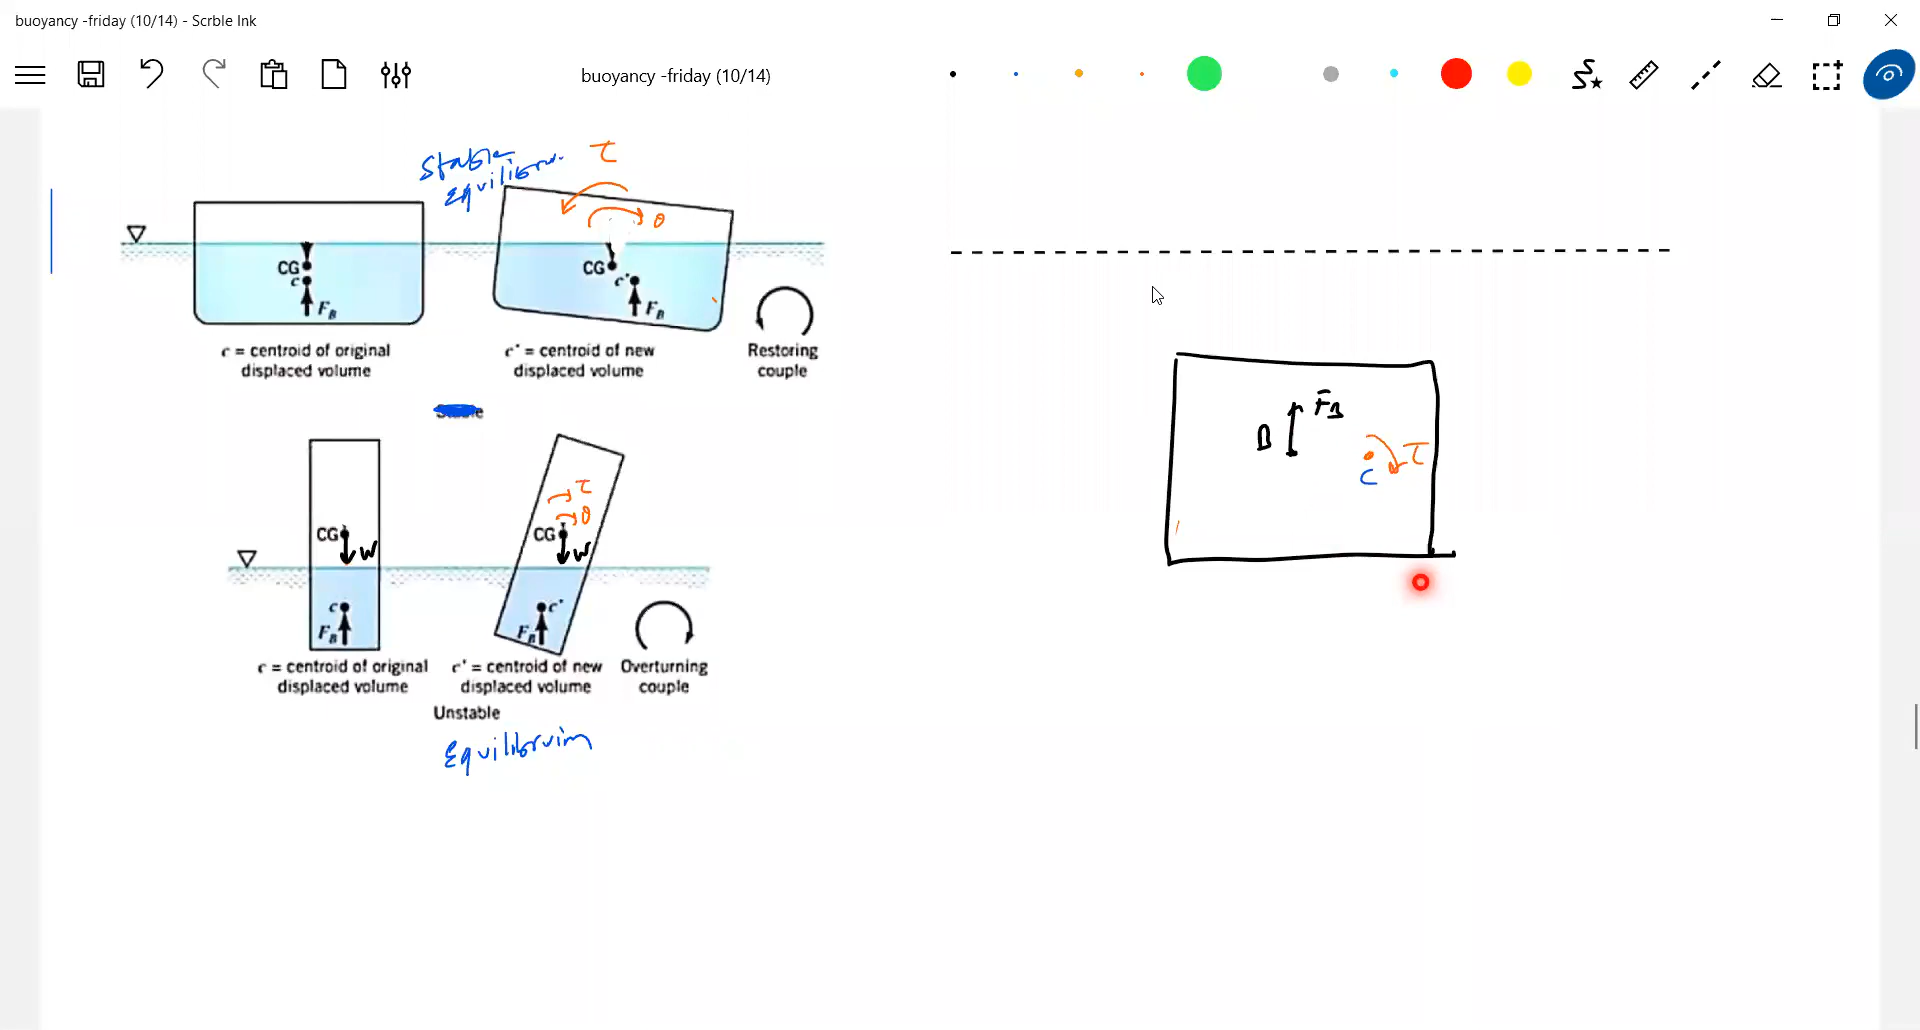 buoyancy -friday (10/14) - Scrble Ink
buoyancy -friday (10/14)
Stable
Equilibriu.
τ
θ
CG
c
F_B
CG
c'
F_B
c = centroid of original
displaced volume
c' = centroid of new
displaced volume
Restoring
couple
τ
θ
CG
W
c
F_B
CG
W
c'
F_B
c = centroid of original
displaced volume
c' = centroid of new
displaced volume
Overturning
couple
Unstable
Equilibruim
F_B
B
τ
C